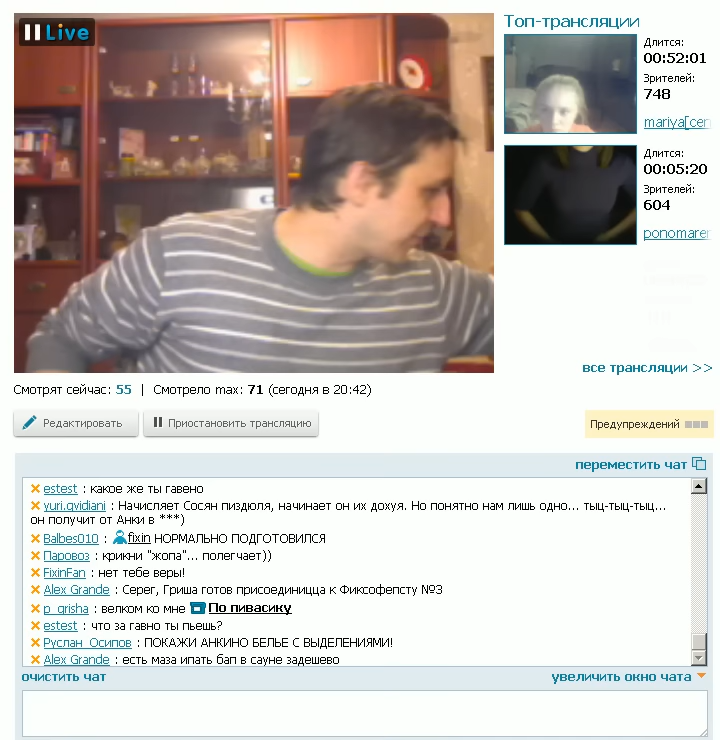 Live
Топ-трансляции
Длится:
00:52:01
Зрителей:
748
mariya[cer
Длится:
00:05:20
Зрителей:
604
ponomarer
все трансляции >>
Смотрят сейчас: 55 | Смотрело max: 71 (сегодня в 20:42)
Редактировать
Приостановить трансляцию
Предупреждений
переместить чат
estest : какое же ты гавено
yuri.gvidiani : Начисляет Сосян пиздюля, начинает он их дохуя. Но понятно нам лишь одно... тыц-тыц-тыц...
он получит от Анки в ***)
Balbes010 : fixin НОРМАЛЬНО ПОДГОТОВИЛСЯ
Паровоз : крикни "жопа"... полегчает))
FixinFan : нет тебе веры!
Alex Grande : Серег, Гриша готов присоединицца к Фиксофепсту №3
p_grisha : велком ко мне По пивасику
estest : что за гавно ты пьешь?
Руслан_Осипов : ПОКАЖИ АНКИНО БЕЛЬЕ С ВЫДЕЛЕНИЯМИ!
Alex Grande : есть маза ипать бап в сауне задешево
очистить чат
увеличить окно чата